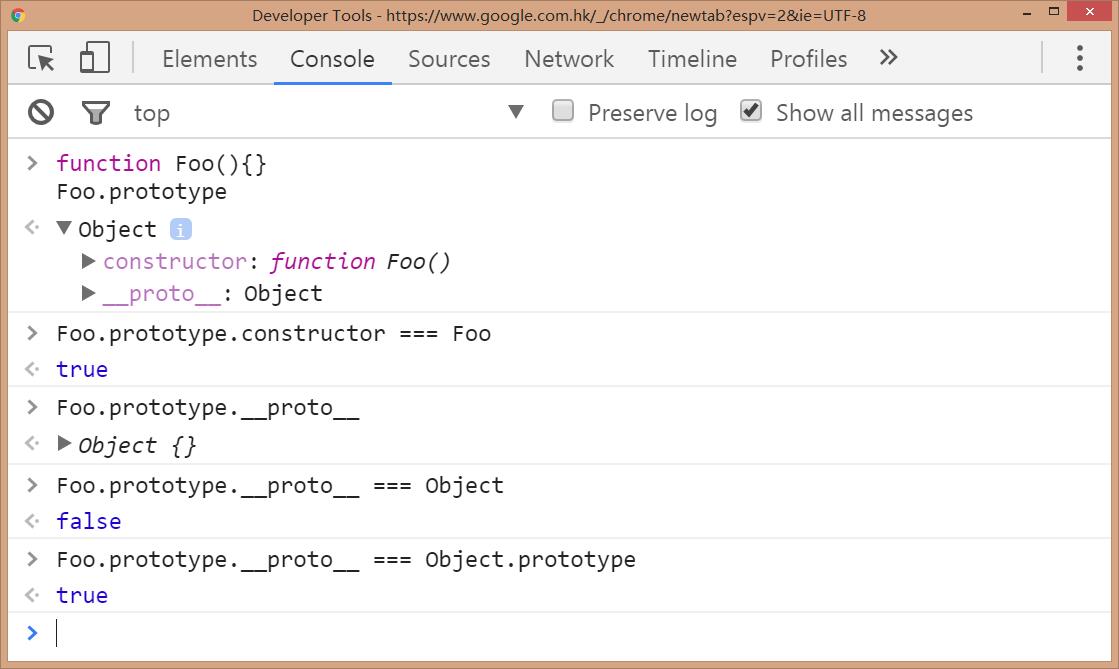 Developer Tools - https://www.google.com.hk/_/chrome/newtab?espv=2&ie=UTF-8
Elements Console Sources Network Timeline Profiles »
top Preserve log Show all messages
function Foo(){}
Foo.prototype
Object i
constructor: function Foo()
__proto__: Object
Foo.prototype.constructor === Foo
true
Foo.prototype.__proto__
Object {}
Foo.prototype.__proto__ === Object
false
Foo.prototype.__proto__ === Object.prototype
true